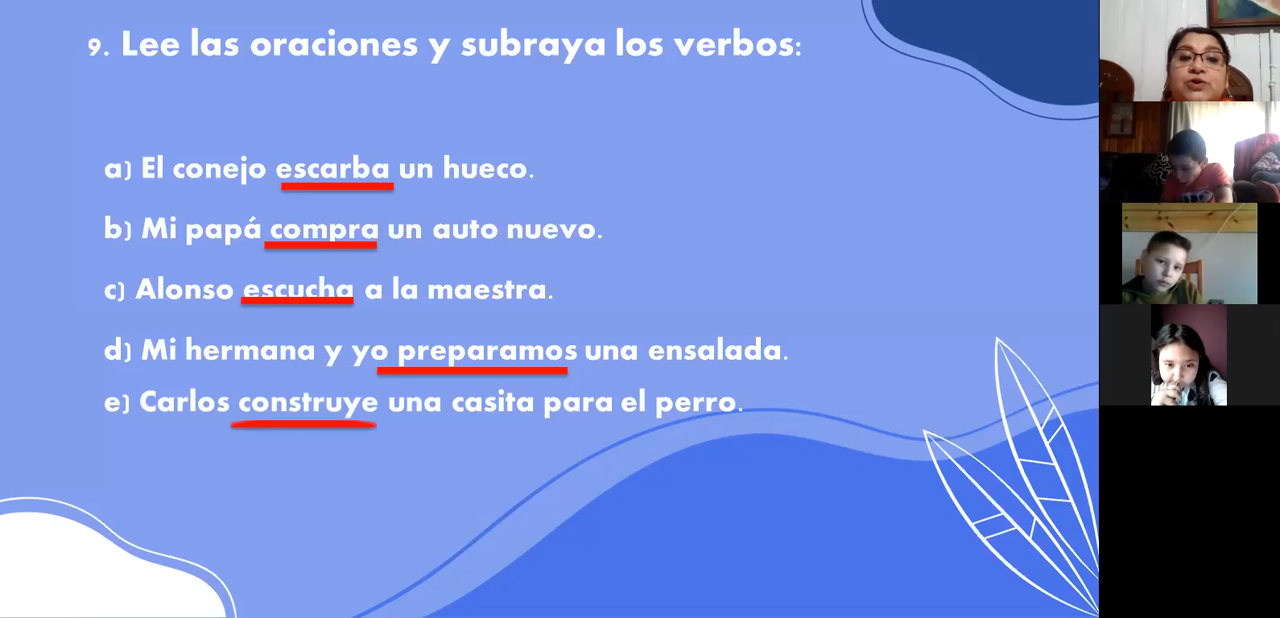 9. Lee las oraciones y subraya los verbos:
a) El conejo escarba un hueco.
b) Mi papá compra un auto nuevo.
c) Alonso escucha a la maestra.
d) Mi hermana y yo preparamos una ensalada.
e) Carlos construye una casita para el perro.